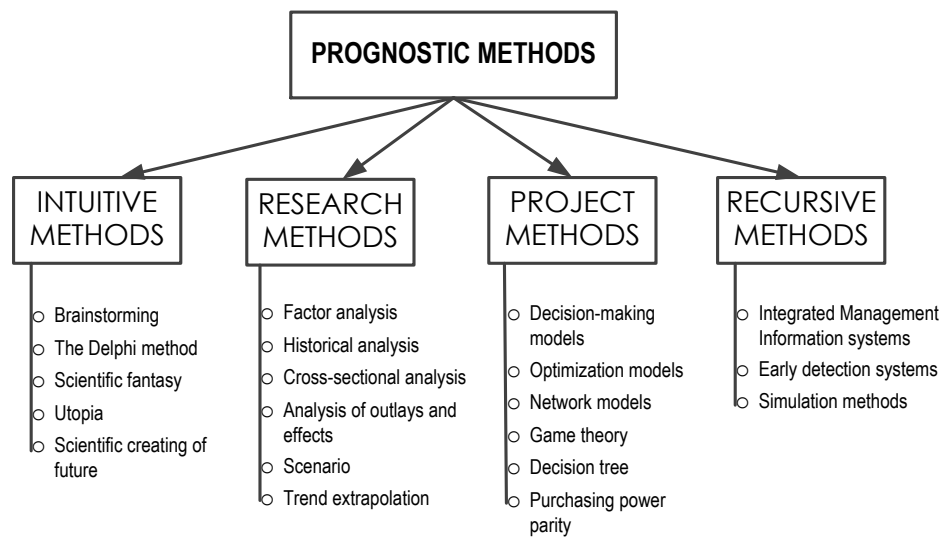 PROGNOSTIC METHODS
INTUITIVE
METHODS
Brainstorming
The Delphi method
Scientific fantasy
Utopia
Scientific creating of
future
RESEARCH
METHODS
Factor analysis
Historical analysis
Cross-sectional analysis
Analysis of outlays and
effects
Scenario
Trend extrapolation
PROJECT
METHODS
Decision-making
models
Optimization models
Network models
Game theory
Decision tree
Purchasing power
parity
RECURSIVE
METHODS
Integrated Management
Information systems
Early detection systems
Simulation methods